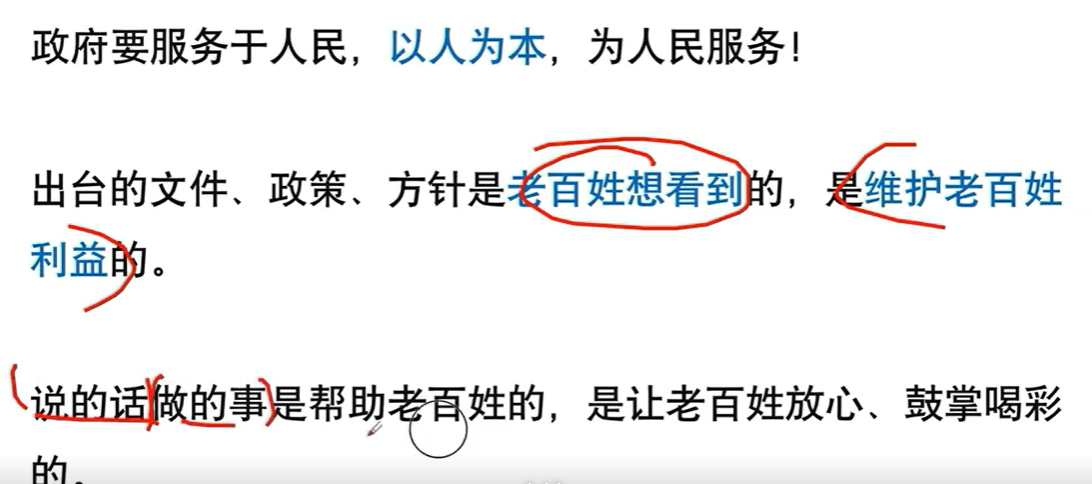 政府要服务于人民，以人为本，为人民服务！
出台的文件、政策、方针是老百姓想看到的，是维护老百姓
利益的。
说的话做的事是帮助老百姓的，是让老百姓放心、鼓掌喝彩
的。